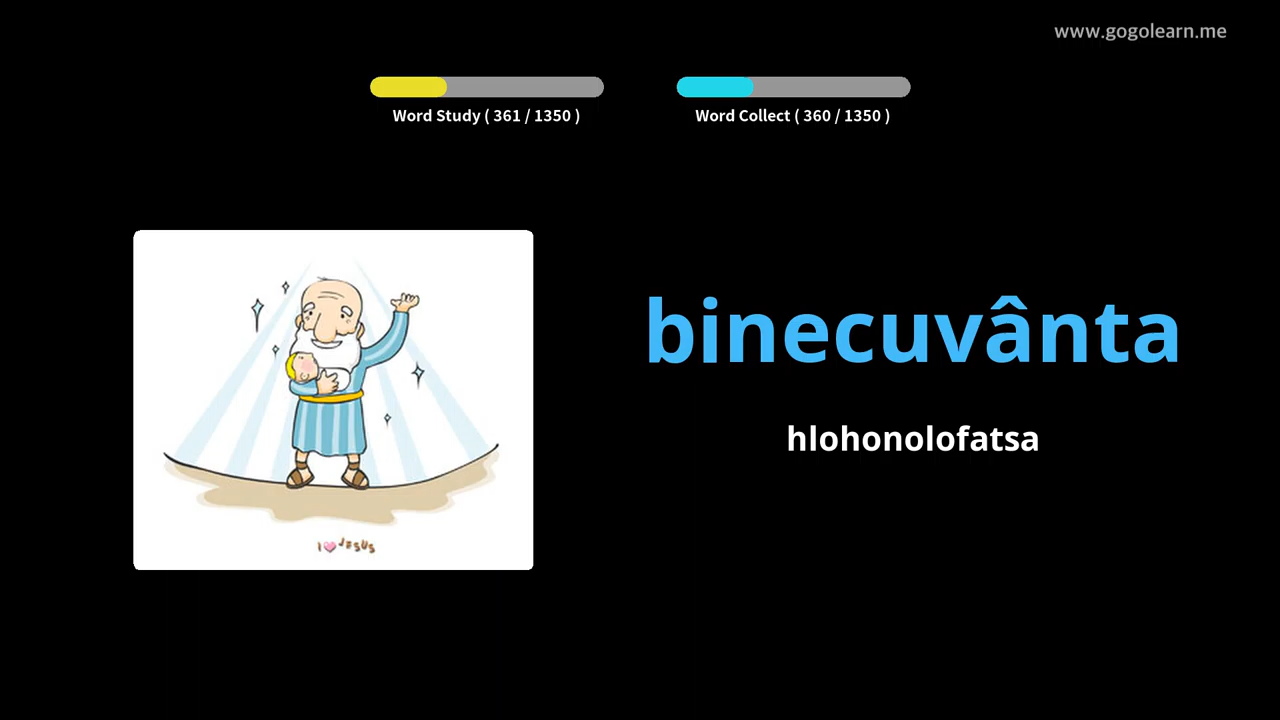 www.gogolearn.me
Word Study ( 361 / 1350 )
Word Collect ( 360 / 1350 )
binecuvânta
hlohonolofatsa
I JESUS